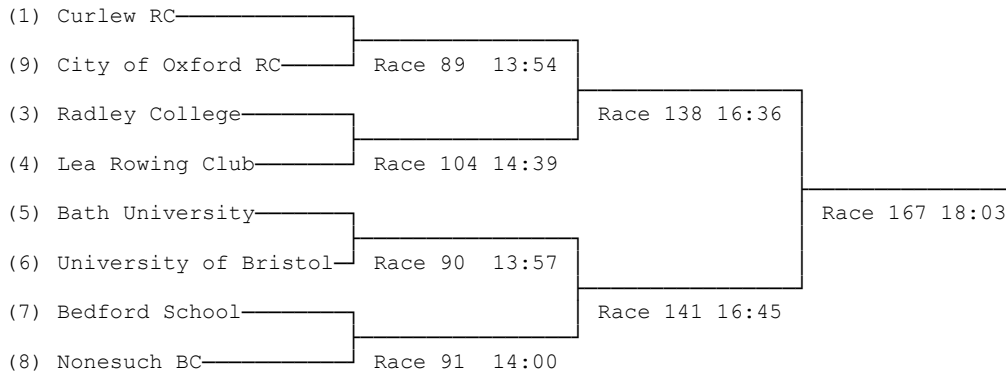 (1) Curlew RC
(9) City of Oxford RC Race 89 13:54
(3) Radley College Race 138 16:36
(4) Lea Rowing Club Race 104 14:39
(5) Bath University Race 167 18:03
(6) University of Bristol Race 90 13:57
(7) Bedford School Race 141 16:45
(8) Nonesuch BC Race 91 14:00